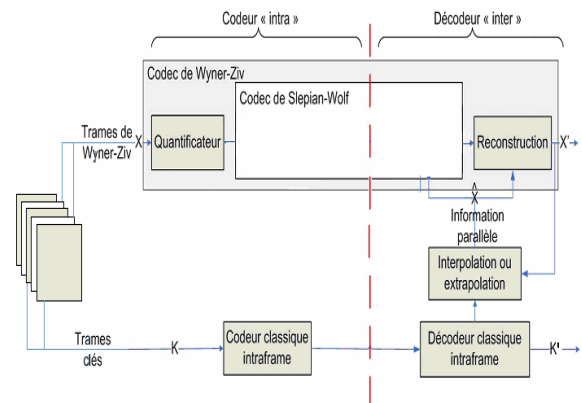 Codeur « intra »
Décodeur « inter »
Codec de Wyner-Ziv
Codec de Slepian-Wolf
Trames de
Wyner-Ziv
X
Quantificateur
Reconstruction
X'
X̂
Information
parallèle
Interpolation ou
extrapolation
Trames
clés
K
Codeur classique
intraframe
Décodeur classique
intraframe
K'